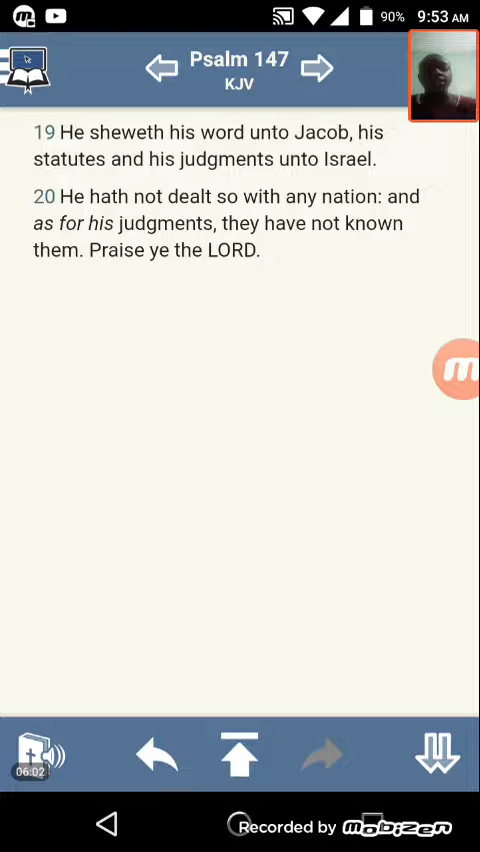 90% 9:53 AM
Psalm 147
KJV
19 He sheweth his word unto Jacob, his
statutes and his judgments unto Israel.
20 He hath not dealt so with any nation: and
as for his judgments, they have not known
them. Praise ye the LORD.
06:02
Recorded by mobizen